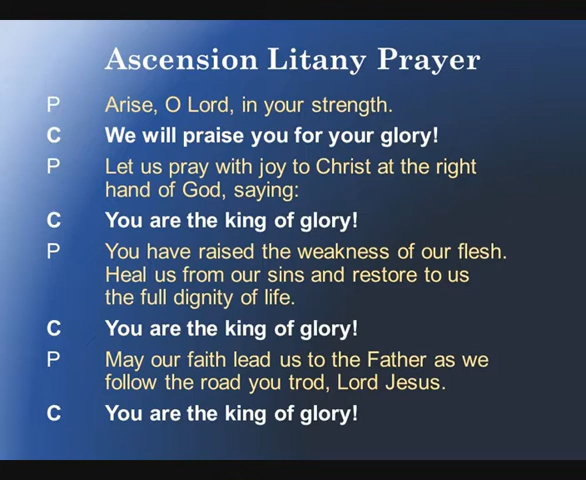 Ascension Litany Prayer
P Arise, O Lord, in your strength.
C We will praise you for your glory!
P Let us pray with joy to Christ at the right
hand of God, saying:
C You are the king of glory!
P You have raised the weakness of our flesh.
Heal us from our sins and restore to us
the full dignity of life.
C You are the king of glory!
P May our faith lead us to the Father as we
follow the road you trod, Lord Jesus.
C You are the king of glory!